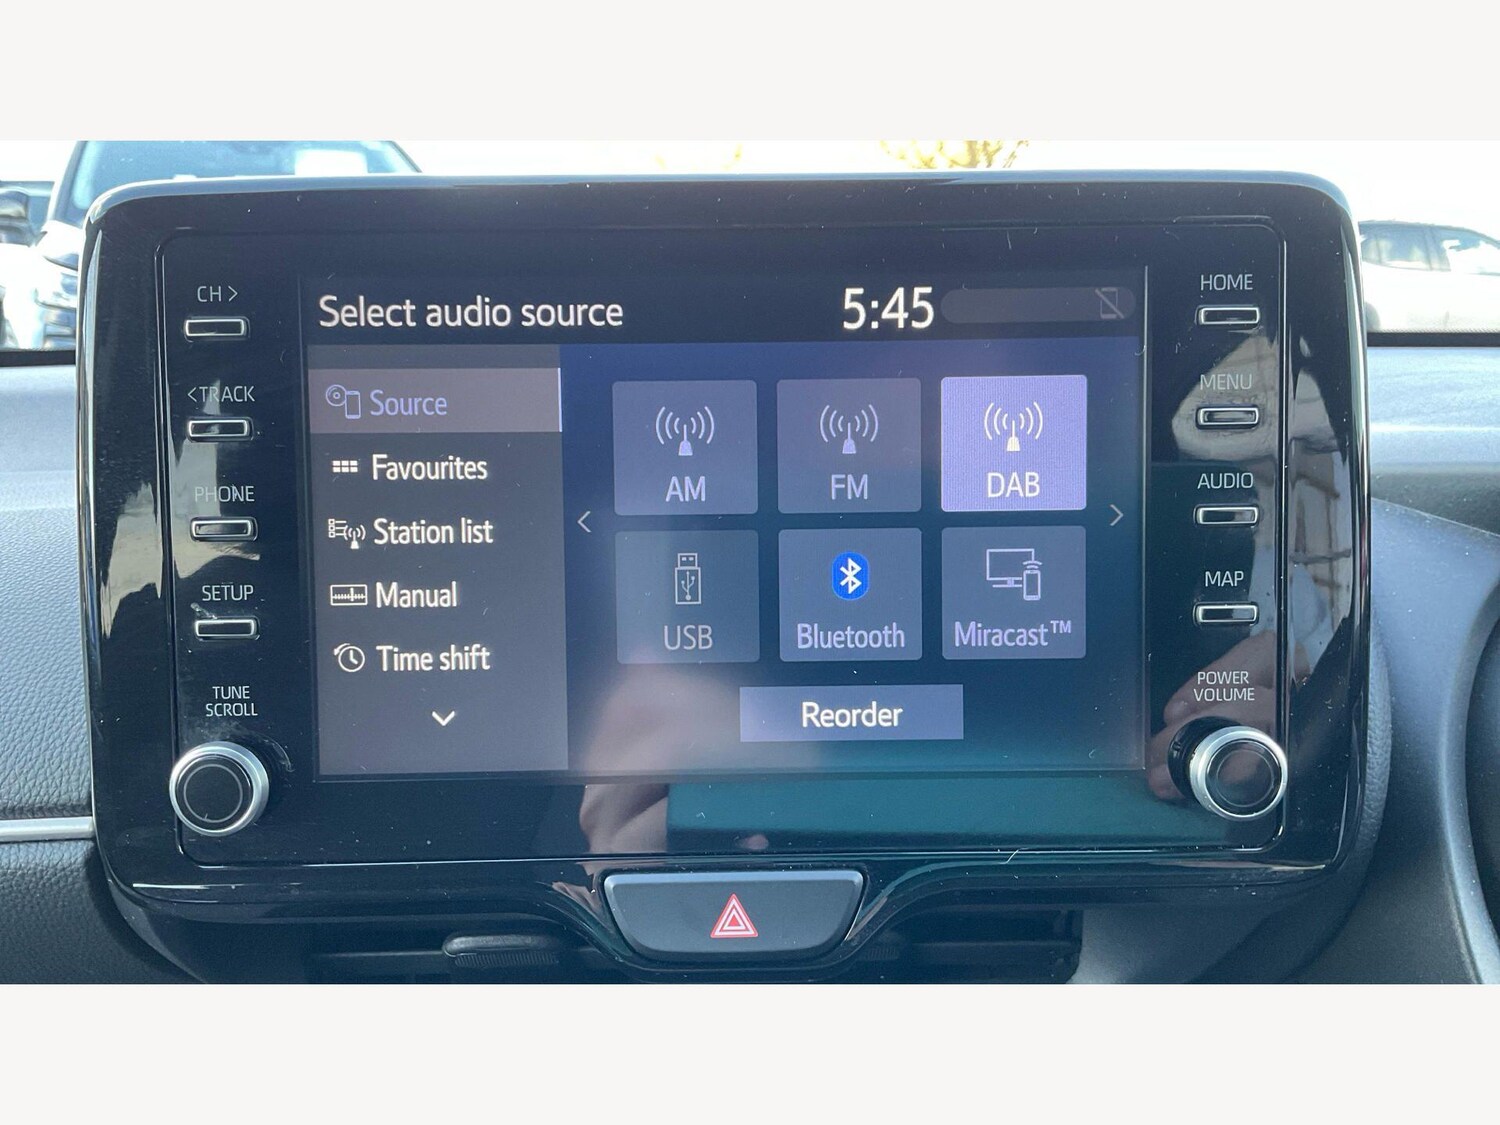 CH >
< TRACK
PHONE
SETUP
TUNE
SCROLL
Select audio source
5:45
Source
Favourites
Station list
Manual
Time shift
AM
FM
DAB
USB
Bluetooth
Miracast™
Reorder
HOME
MENU
AUDIO
MAP
POWER
VOLUME